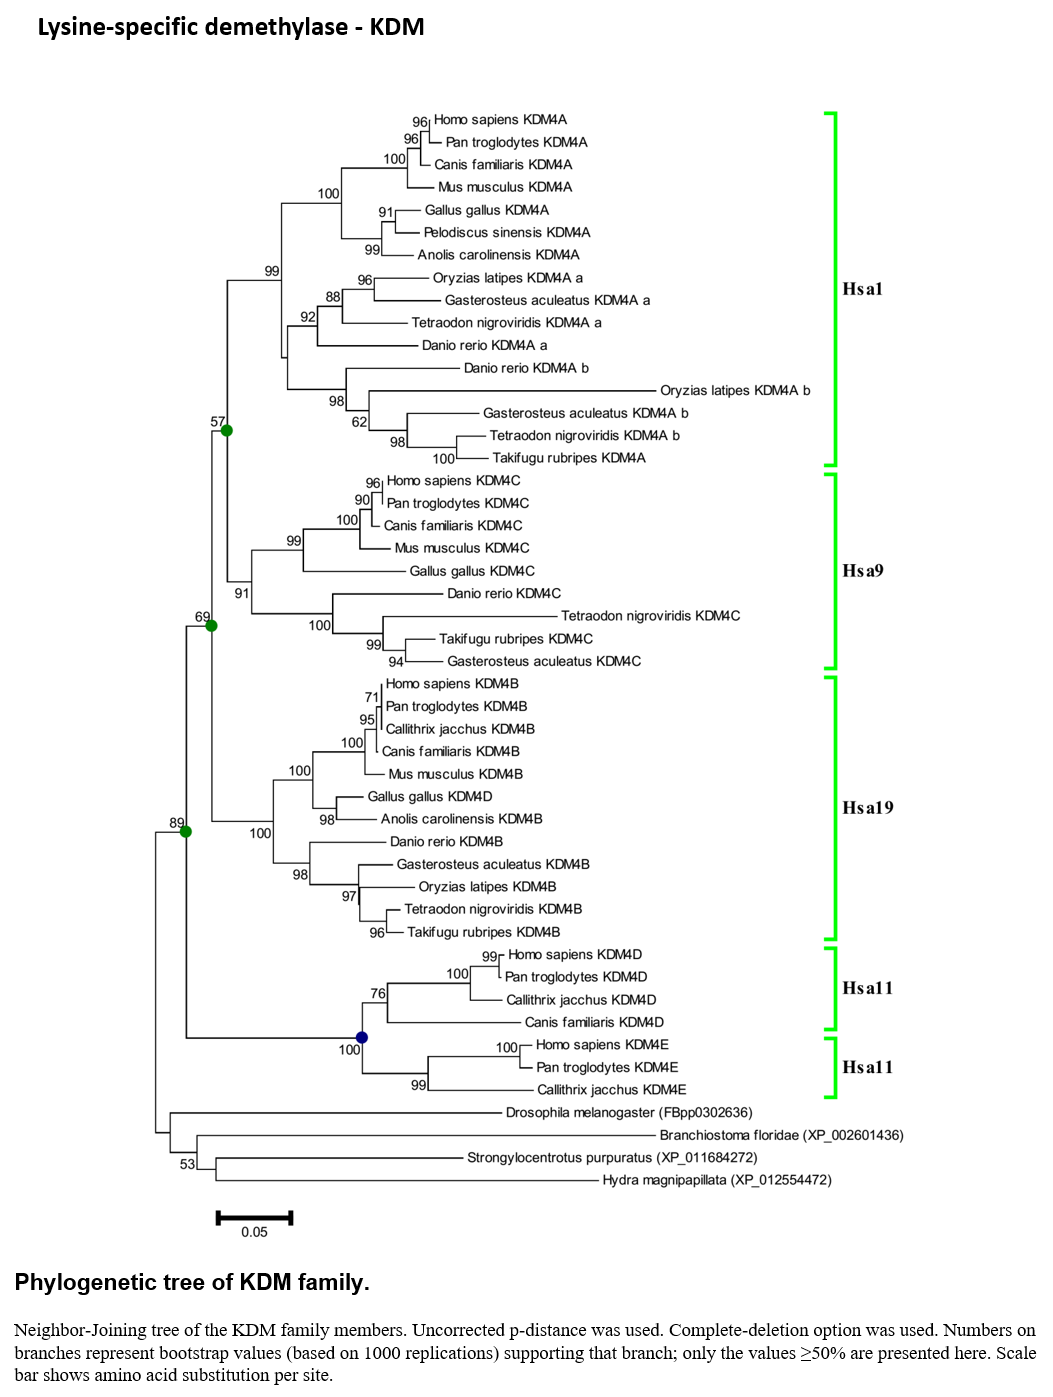 Lysine-specific demethylase - KDM
96 Homo sapiens KDM4A
96 Pan troglodytes KDM4A
100 Canis familiaris KDM4A
Mus musculus KDM4A
100
91 Gallus gallus KDM4A
Pelodiscus sinensis KDM4A
99 Anolis carolinensis KDM4A
99
96 Oryzias latipes KDM4A a
88 Gasterosteus aculeatus KDM4A a
92 Tetraodon nigroviridis KDM4A a
Danio rerio KDM4A a
Danio rerio KDM4A b
98 Oryzias latipes KDM4A b
62 Gasterosteus aculeatus KDM4A b
98 Tetraodon nigroviridis KDM4A b
100 Takifugu rubripes KDM4A
Hsa1
57
96 Homo sapiens KDM4C
90 Pan troglodytes KDM4C
100 Canis familiaris KDM4C
99 Mus musculus KDM4C
Gallus gallus KDM4C
91 Danio rerio KDM4C
100 Tetraodon nigroviridis KDM4C
99 Takifugu rubripes KDM4C
94 Gasterosteus aculeatus KDM4C
Hsa9
69
Homo sapiens KDM4B
71 Pan troglodytes KDM4B
95 Callithrix jacchus KDM4B
100 Canis familiaris KDM4B
100 Mus musculus KDM4B
Gallus gallus KDM4D
98 Anolis carolinensis KDM4B
100 Danio rerio KDM4B
98 Gasterosteus aculeatus KDM4B
97 Oryzias latipes KDM4B
Tetraodon nigroviridis KDM4B
96 Takifugu rubripes KDM4B
Hsa19
89
99 Homo sapiens KDM4D
100 Pan troglodytes KDM4D
76 Callithrix jacchus KDM4D
Canis familiaris KDM4D
Hsa11
100
100 Homo sapiens KDM4E
Pan troglodytes KDM4E
99 Callithrix jacchus KDM4E
Hsa11
Drosophila melanogaster (FBpp0302636)
Branchiostoma floridae (XP_002601436)
53 Strongylocentrotus purpuratus (XP_011684272)
Hydra magnipapillata (XP_012554472)
0.05
Phylogenetic tree of KDM family.
Neighbor-Joining tree of the KDM family members. Uncorrected p-distance was used. Complete-deletion option was used. Numbers on
branches represent bootstrap values (based on 1000 replications) supporting that branch; only the values ≥50% are presented here. Scale
bar shows amino acid substitution per site.